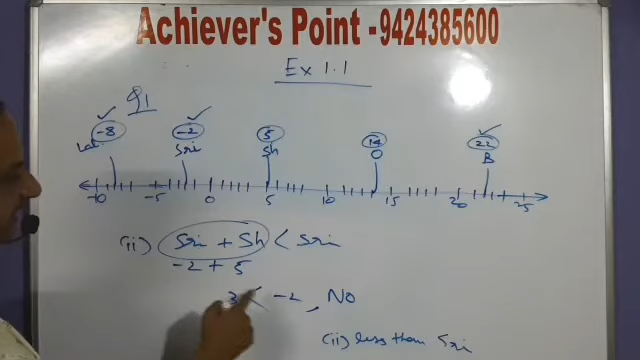 Achiever's Point -9424385600
Ex 1.1
Q1
-8 -2 5 14 22
Sri Sh O B
-10 -5 0 5 10 15 20 25
(ii) Sri + Sh < Sri
-2 + 5
3 < -2, No
(ii) less than Sri